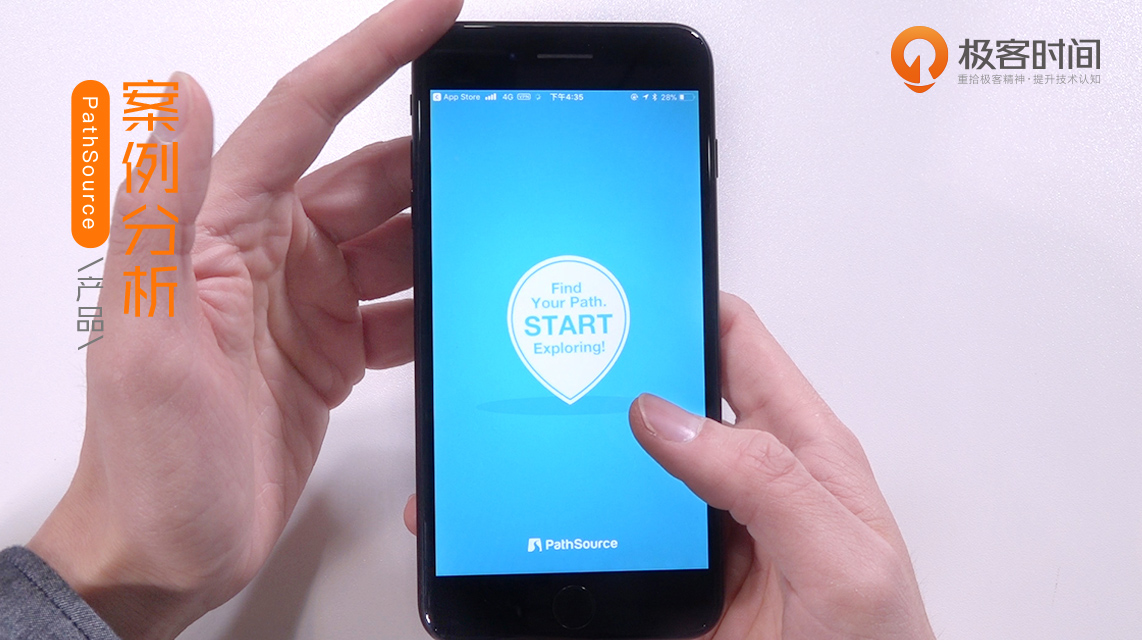 PathSource
案例分析
\产品\
极客时间
重拾极客精神·提升技术认知
App Store 4G VPN 下午4:35 28%
Find
Your Path.
START
Exploring!
PathSource